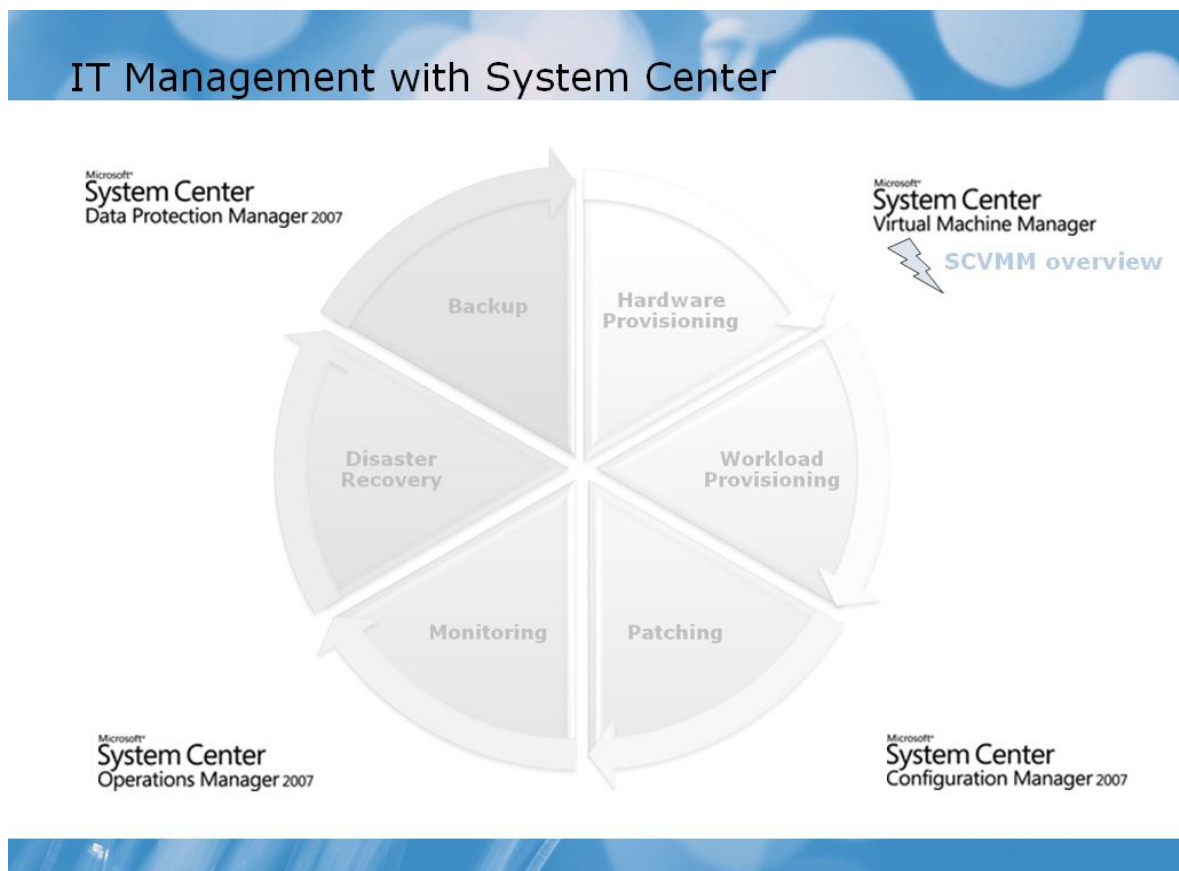 IT Management with System Center
Microsoft®
System Center
Data Protection Manager 2007
Microsoft®
System Center
Virtual Machine Manager
SCVMM overview
Backup
Hardware
Provisioning
Disaster
Recovery
Workload
Provisioning
Monitoring
Patching
Microsoft®
System Center
Operations Manager 2007
Microsoft®
System Center
Configuration Manager 2007